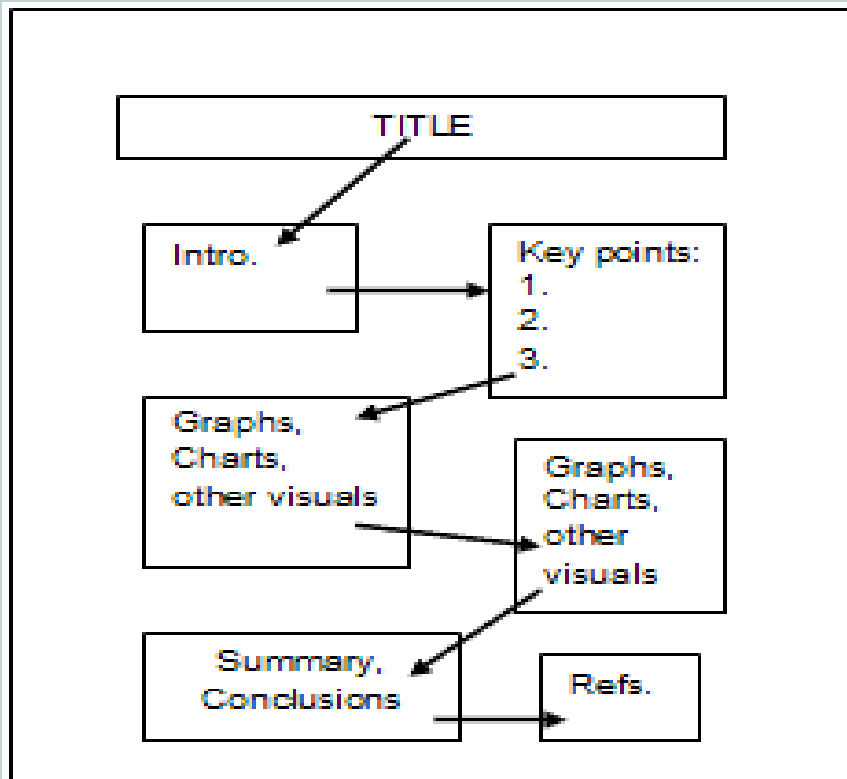 TITLE
Intro.
Key points:
1.
2.
3.
Graphs,
Charts,
other visuals
Graphs,
Charts,
other
visuals
Summary,
Conclusions
Refs.